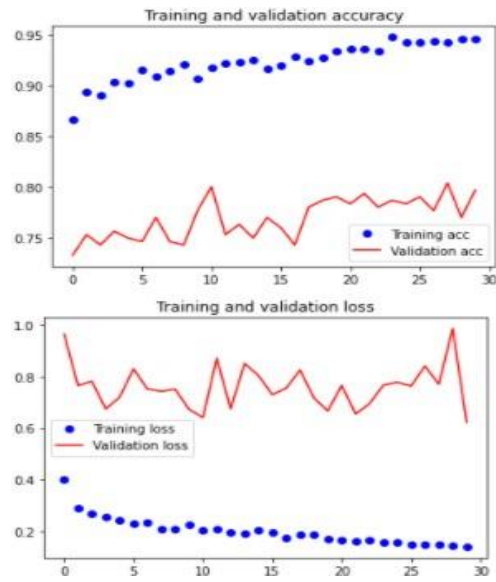 Training and validation accuracy
0.95
0.90
0.85
0.80
0.75
Training acc
Validation acc
0 5 10 15 20 25 30
Training and validation loss
1.0
0.8
0.6
Training loss
Validation loss
0.4
0.2
0 5 10 15 20 25 30